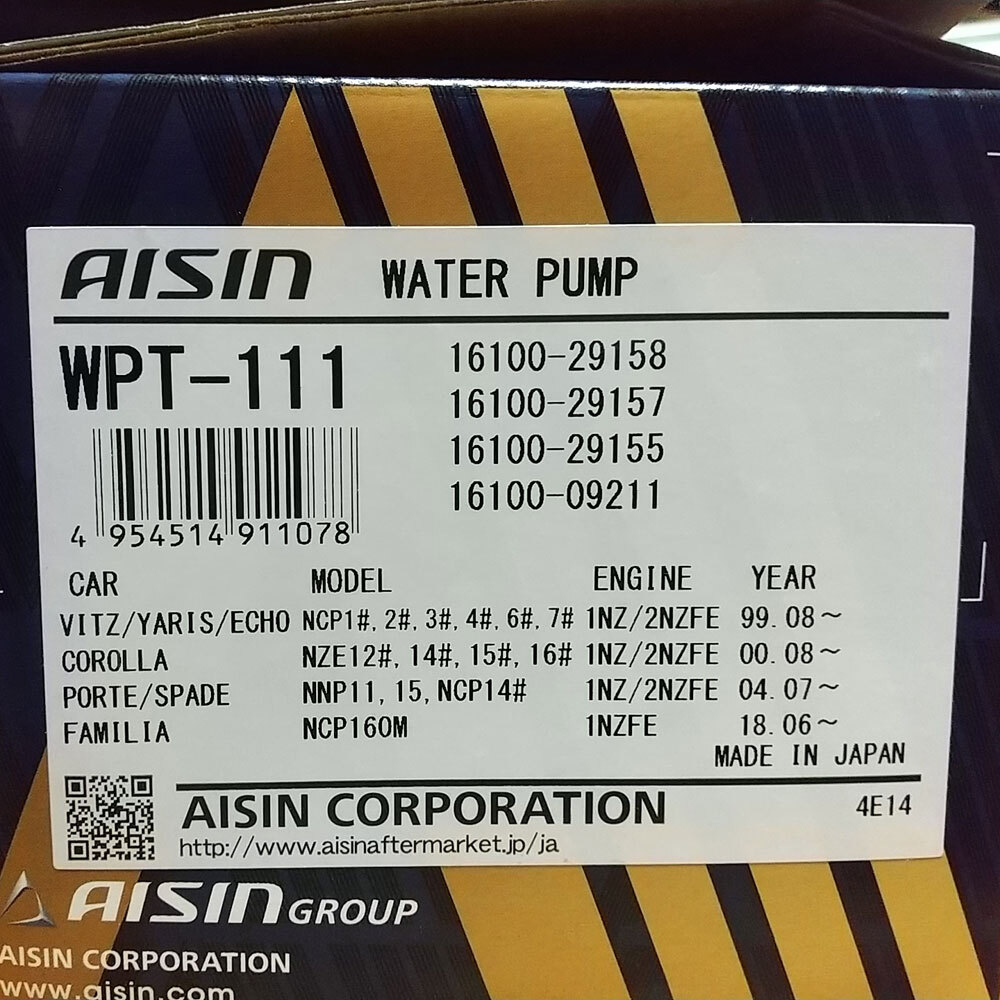 AISIN WATER PUMP
WPT-111
16100-29158
16100-29157
16100-29155
16100-09211
4 954514 911078
CAR MODEL ENGINE YEAR
VITZ/YARIS/ECHO NCP1#, 2#, 3#, 4#, 6#, 7# 1NZ/2NZFE 99. 08～
COROLLA NZE12#, 14#, 15#, 16# 1NZ/2NZFE 00. 08～
PORTE/SPADE NNP11, 15, NCP14# 1NZ/2NZFE 04. 07～
FAMILIA NCP160M 1NZFE 18. 06～
MADE IN JAPAN
AISIN CORPORATION 4E14
http://www.aisinaftermarket.jp/ja
AISIN GROUP
AISIN CORPORATION
www.aisin.com